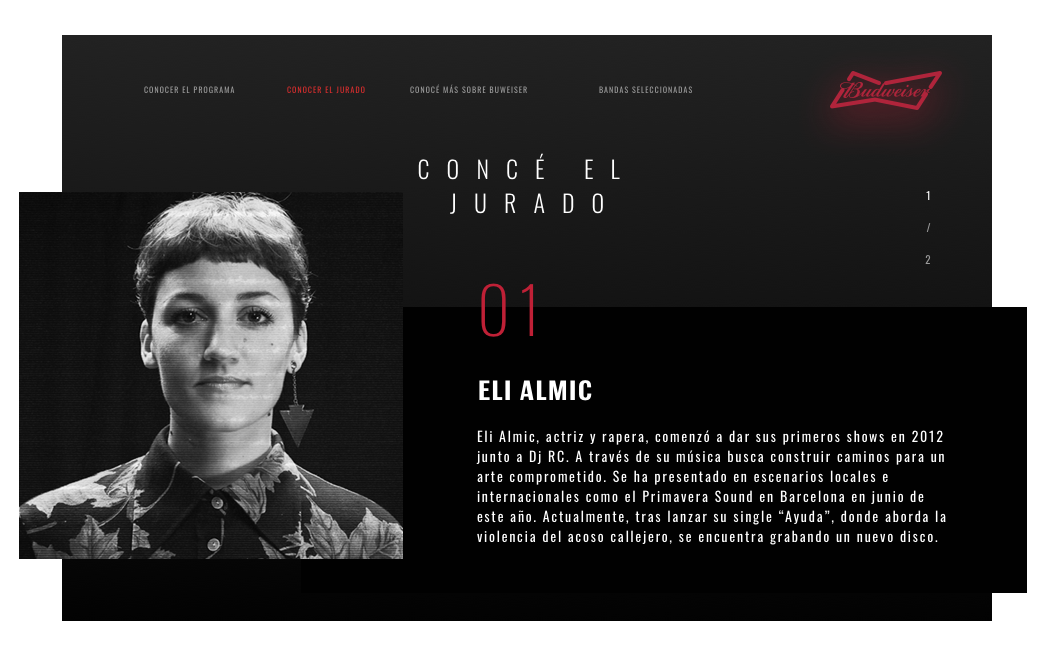 CONOCER EL PROGRAMA
CONOCER EL JURADO
CONOCÉ MÁS SOBRE BUWEISER
BANDAS SELECCIONADAS
Budweiser
CONCÉ EL
JURADO
1
/
2
01
ELI ALMIC
Eli Almic, actriz y rapera, comenzó a dar sus primeros shows en 2012
junto a Dj RC. A través de su música busca construir caminos para un
arte comprometido. Se ha presentado en escenarios locales e
internacionales como el Primavera Sound en Barcelona en junio de
este año. Actualmente, tras lanzar su single “Ayuda”, donde aborda la
violencia del acoso callejero, se encuentra grabando un nuevo disco.